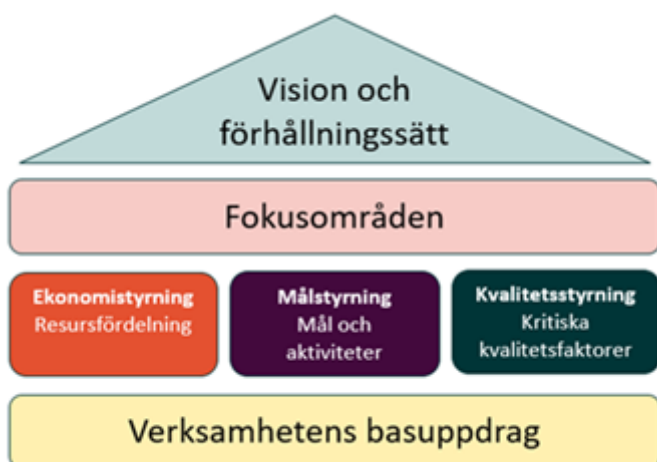 Vision och
förhållningssätt
Fokusområden
Ekonomistyrning
Resursfördelning
Målstyrning
Mål och
aktiviteter
Kvalitetsstyrning
Kritiska
kvalitetsfaktorer
Verksamhetens basuppdrag